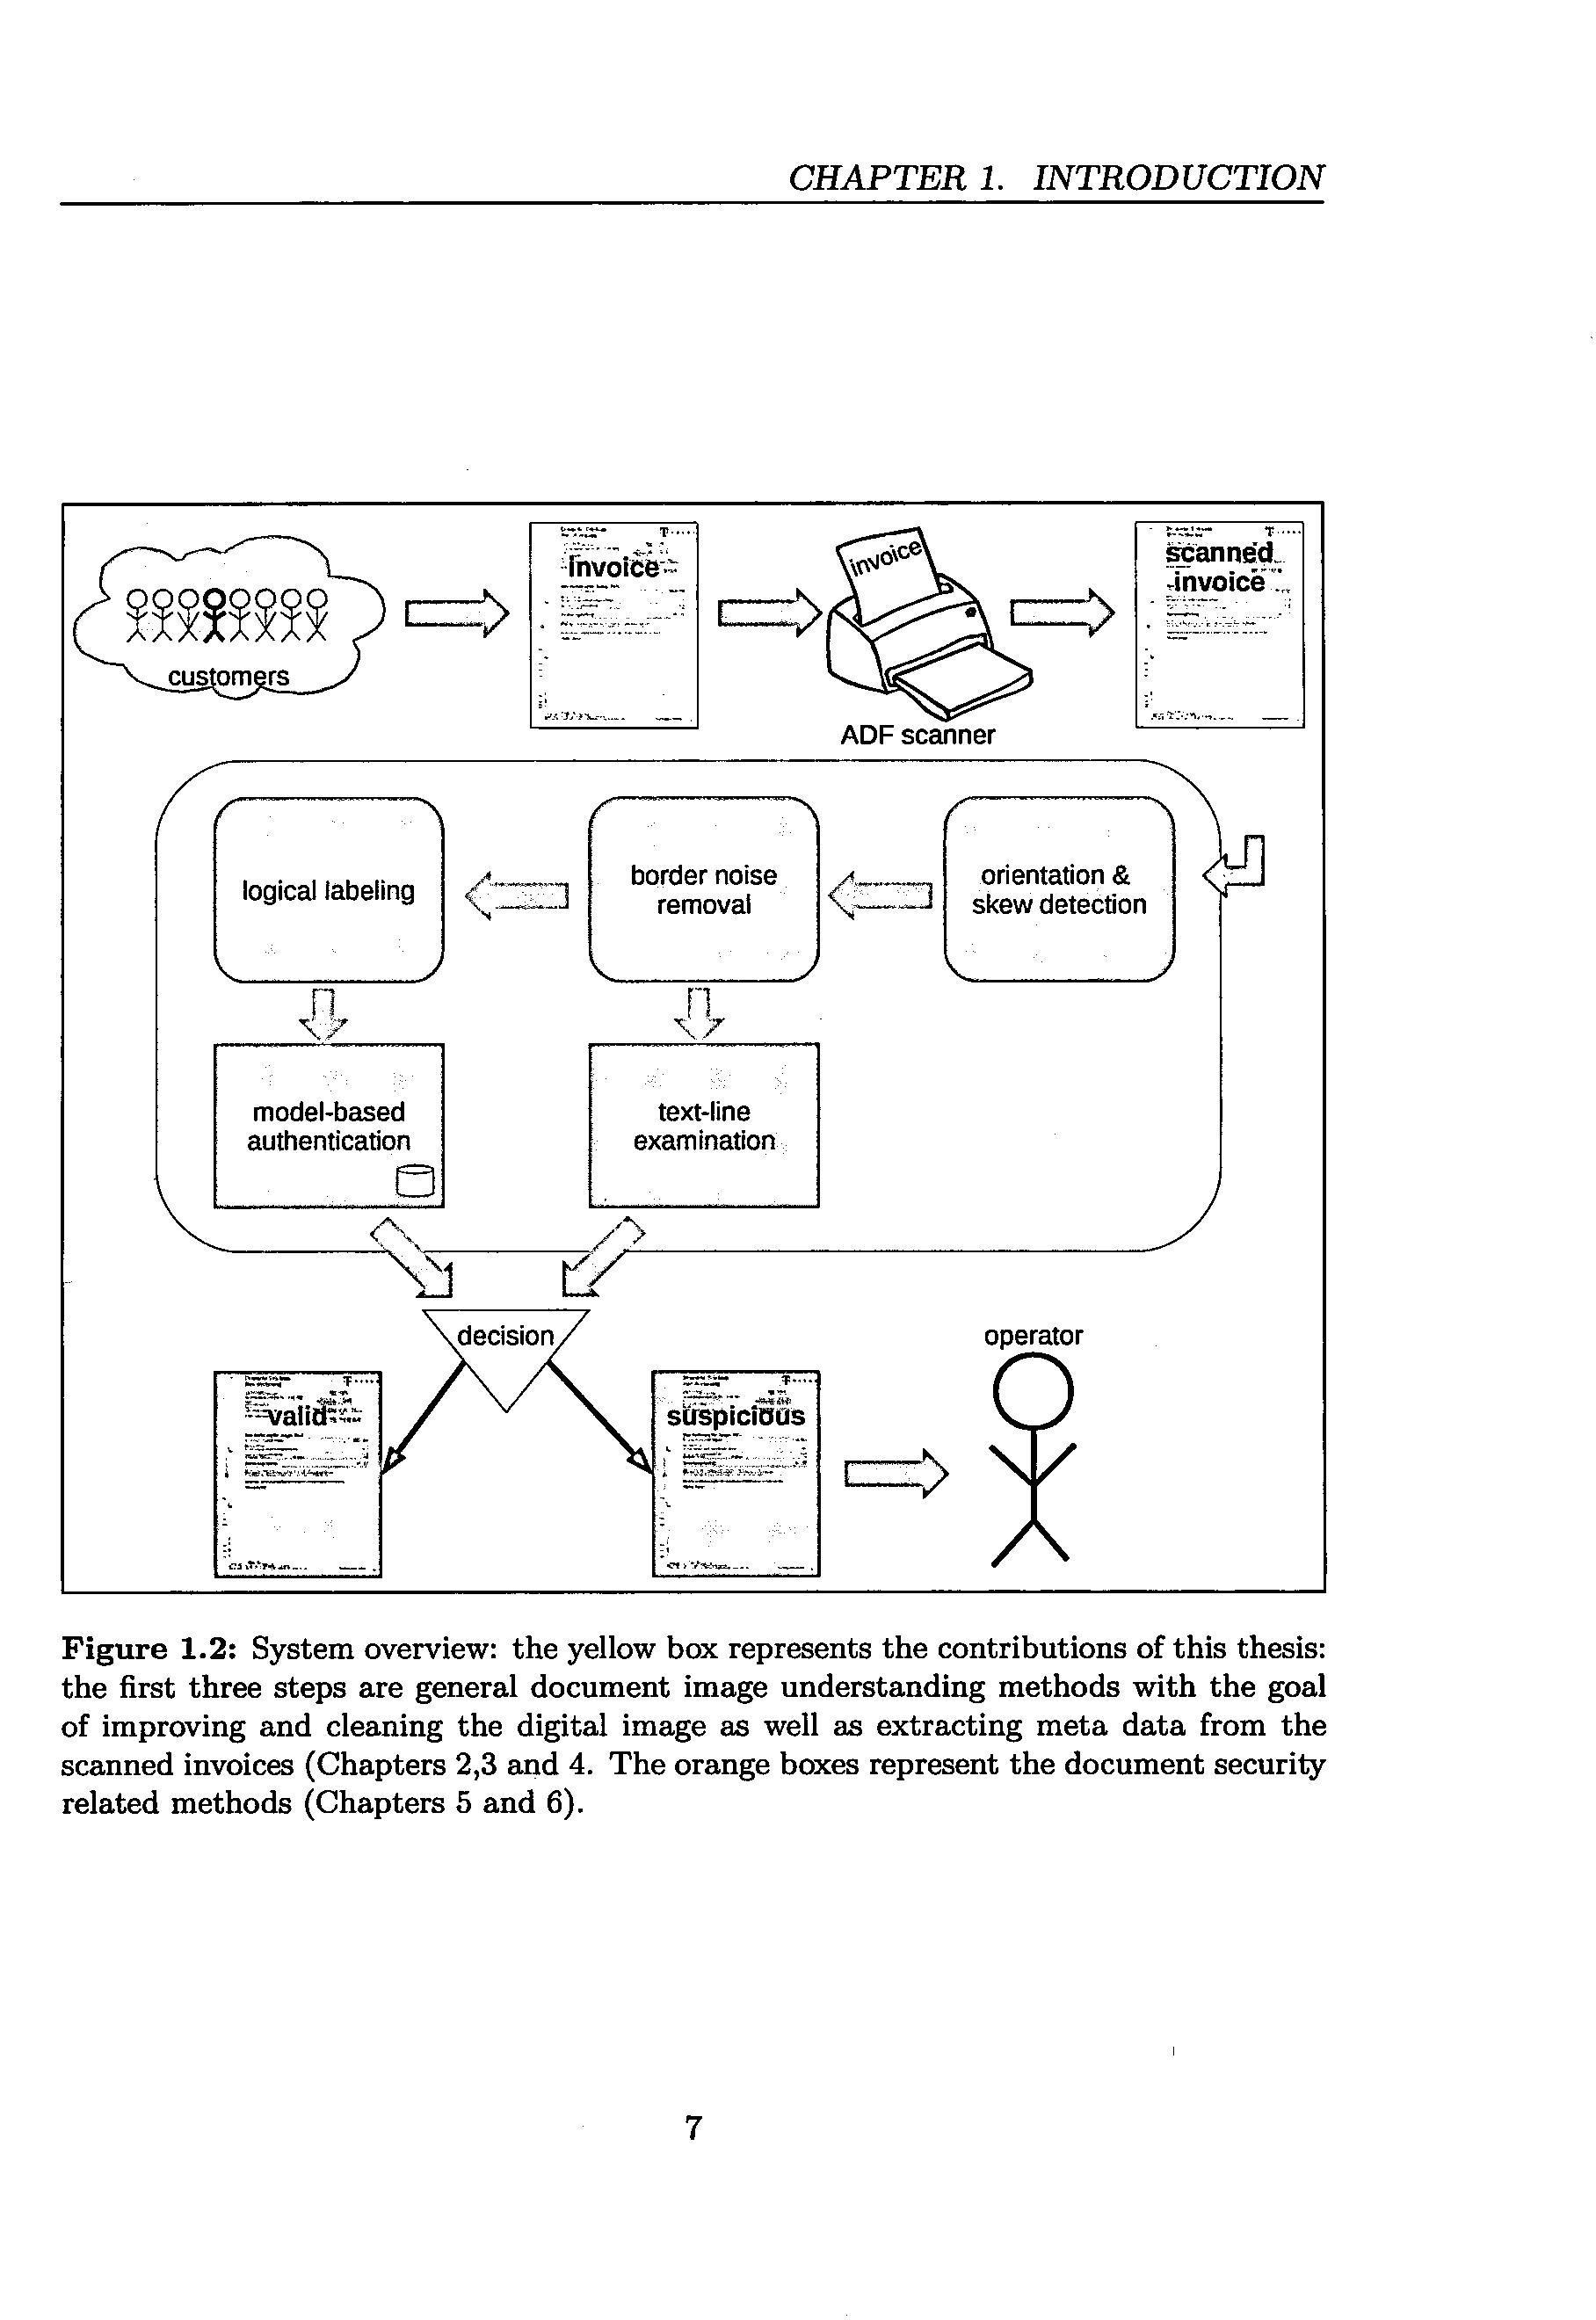 CHAPTER 1. INTRODUCTION
invoice
invoice
scanned
invoice
customers
ADF scanner
logical labeling
border noise
removal
orientation &
skew detection
model-based
authentication
text-line
examination
decision
operator
valid
suspicious
Figure 1.2: System overview: the yellow box represents the contributions of this thesis:
the first three steps are general document image understanding methods with the goal
of improving and cleaning the digital image as well as extracting meta data from the
scanned invoices (Chapters 2,3 and 4. The orange boxes represent the document security
related methods (Chapters 5 and 6).
7